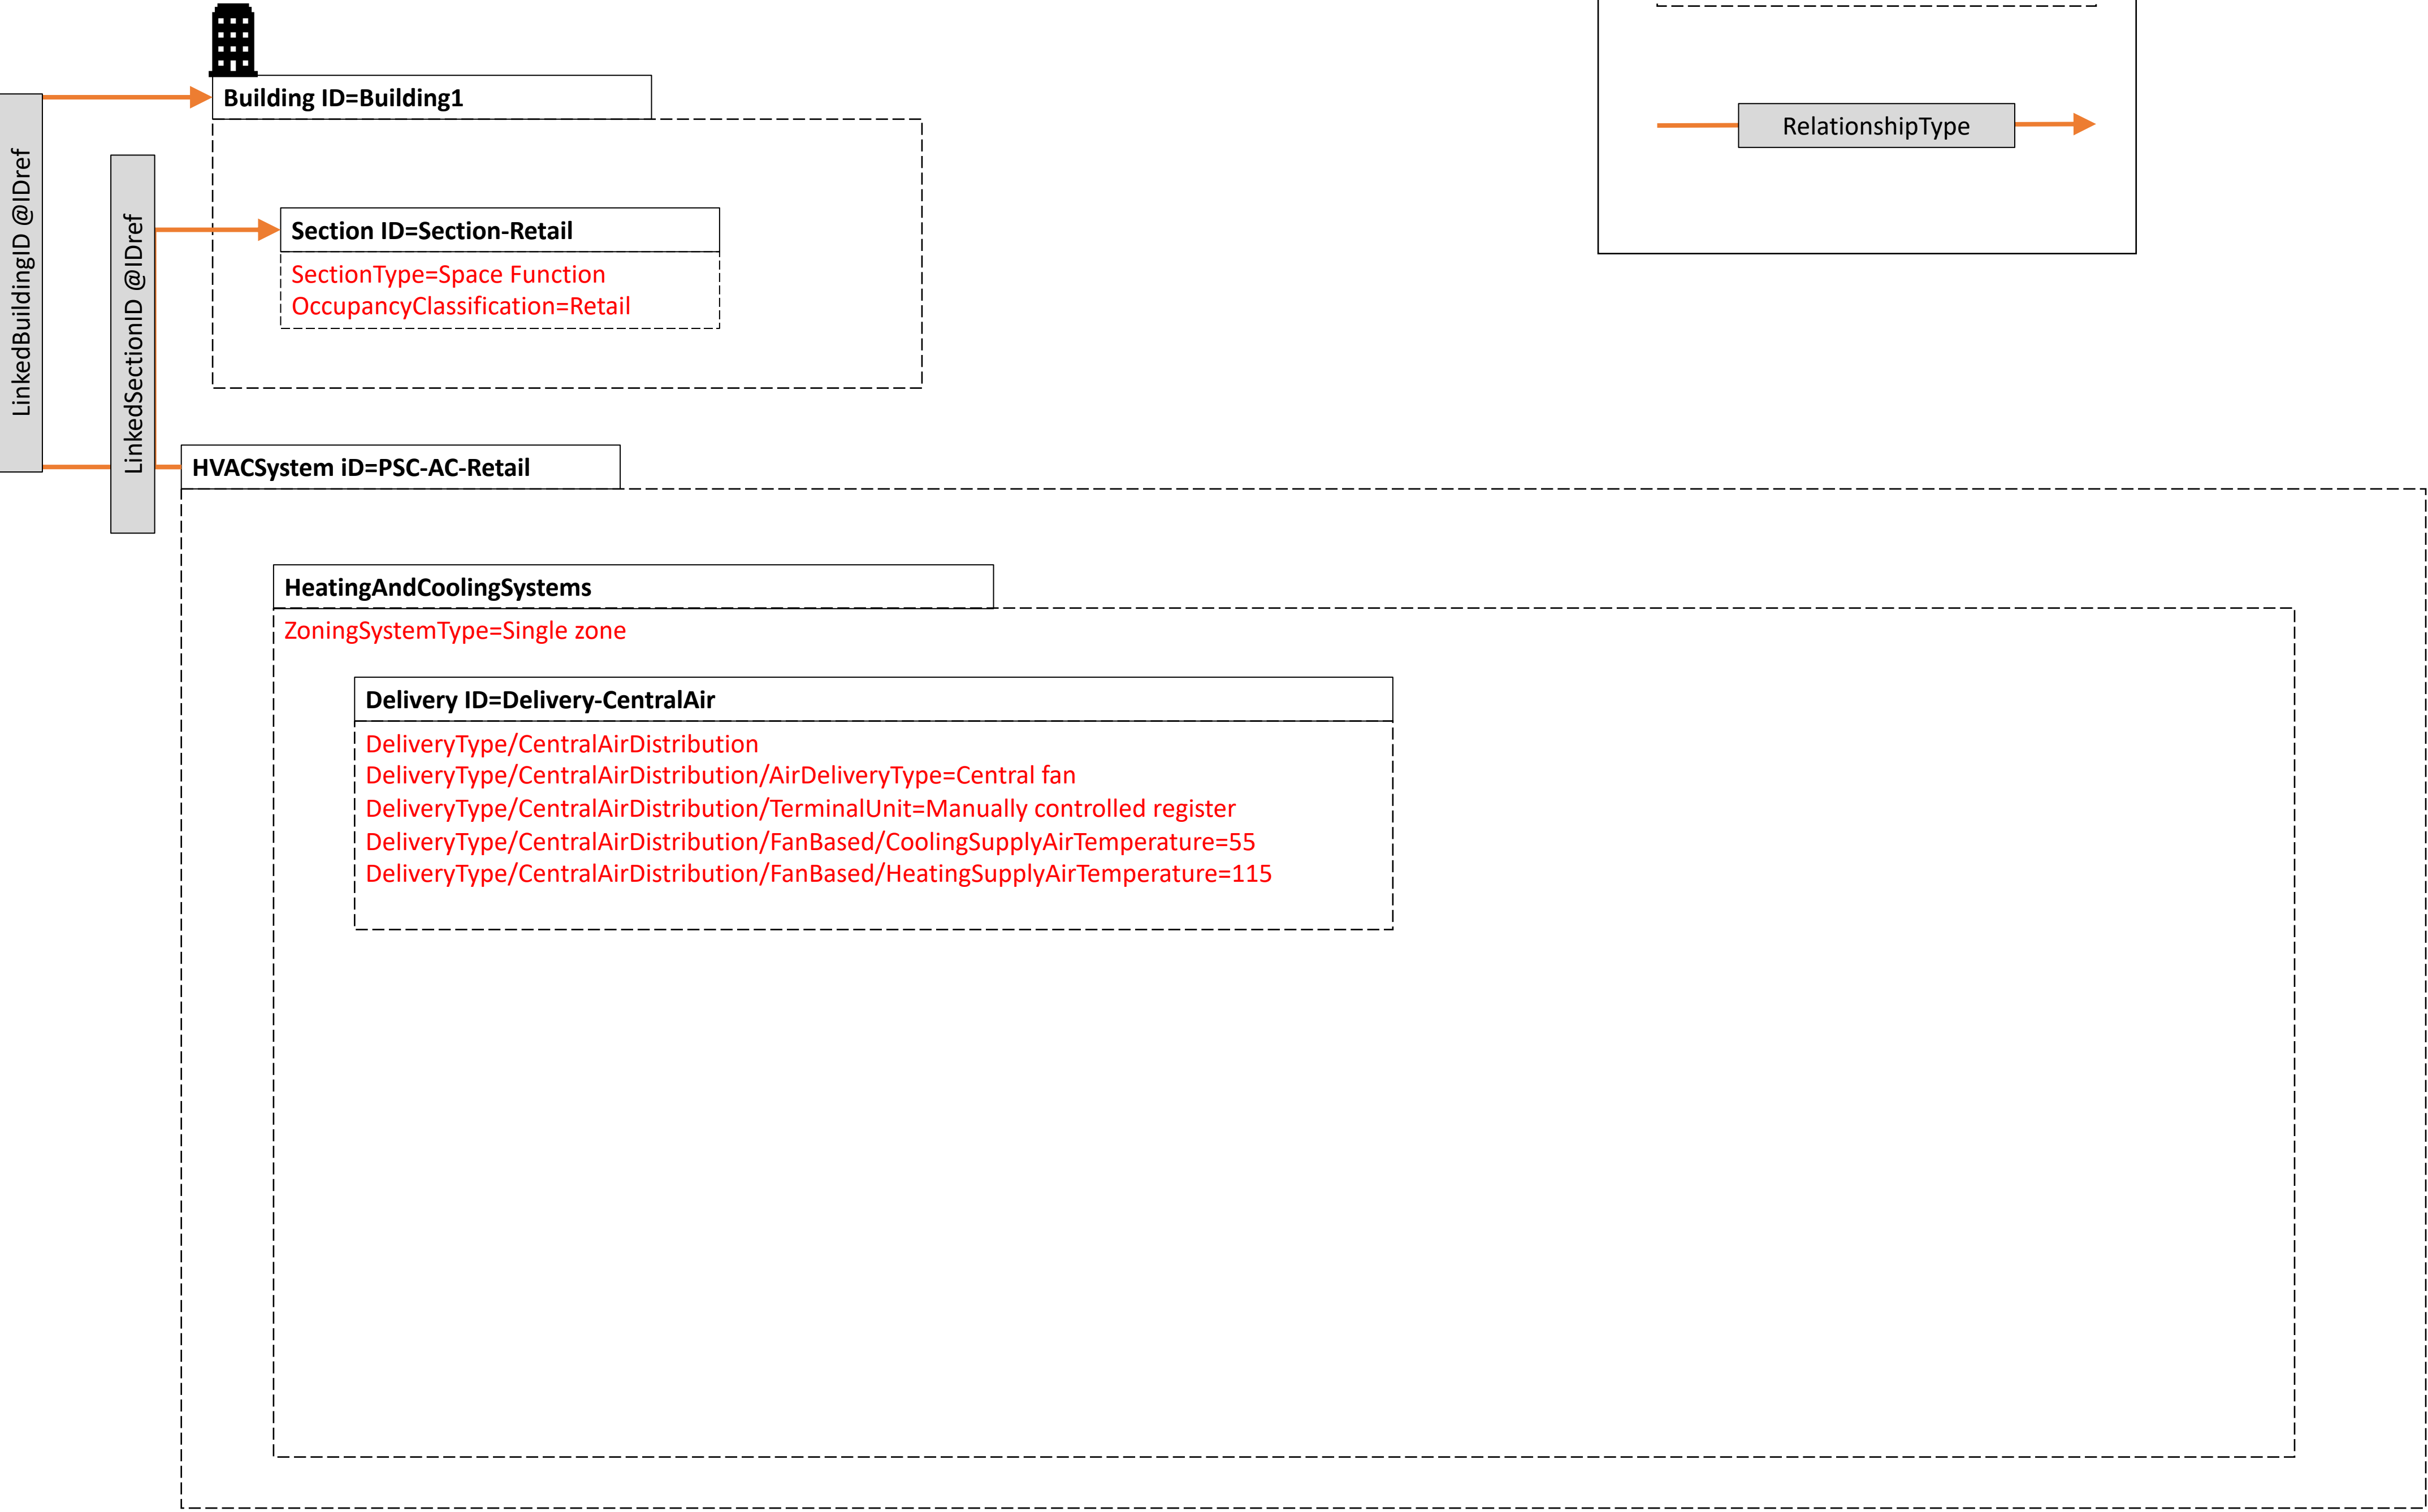 Building ID=Building1
RelationshipType
LinkedBuildingID @IDref
LinkedSectionID @IDref
Section ID=Section-Retail
SectionType=Space Function
OccupancyClassification=Retail
HVACSystem iD=PSC-AC-Retail
HeatingAndCoolingSystems
ZoningSystemType=Single zone
Delivery ID=Delivery-CentralAir
DeliveryType/CentralAirDistribution
DeliveryType/CentralAirDistribution/AirDeliveryType=Central fan
DeliveryType/CentralAirDistribution/TerminalUnit=Manually controlled register
DeliveryType/CentralAirDistribution/FanBased/CoolingSupplyAirTemperature=55
DeliveryType/CentralAirDistribution/FanBased/HeatingSupplyAirTemperature=115